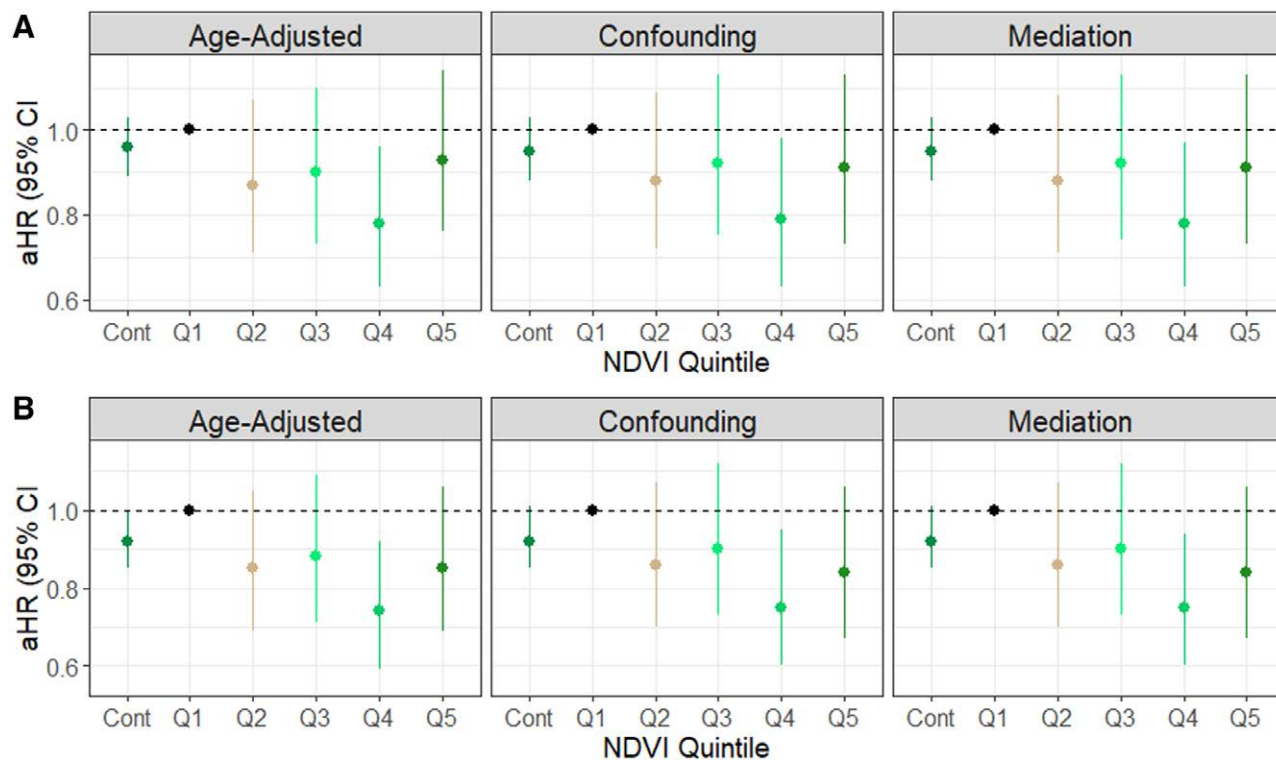 A
Age-Adjusted Confounding Mediation
aHR (95% CI
1.0
0.8
0.6
Cont Q1 Q2 Q3 Q4 Q5 Cont Q1 Q2 Q3 Q4 Q5 Cont Q1 Q2 Q3 Q4 Q5
NDVI Quintile
B
Age-Adjusted Confounding Mediation
aHR (95% CI
1.0
0.8
0.6
Cont Q1 Q2 Q3 Q4 Q5 Cont Q1 Q2 Q3 Q4 Q5 Cont Q1 Q2 Q3 Q4 Q5
NDVI Quintile